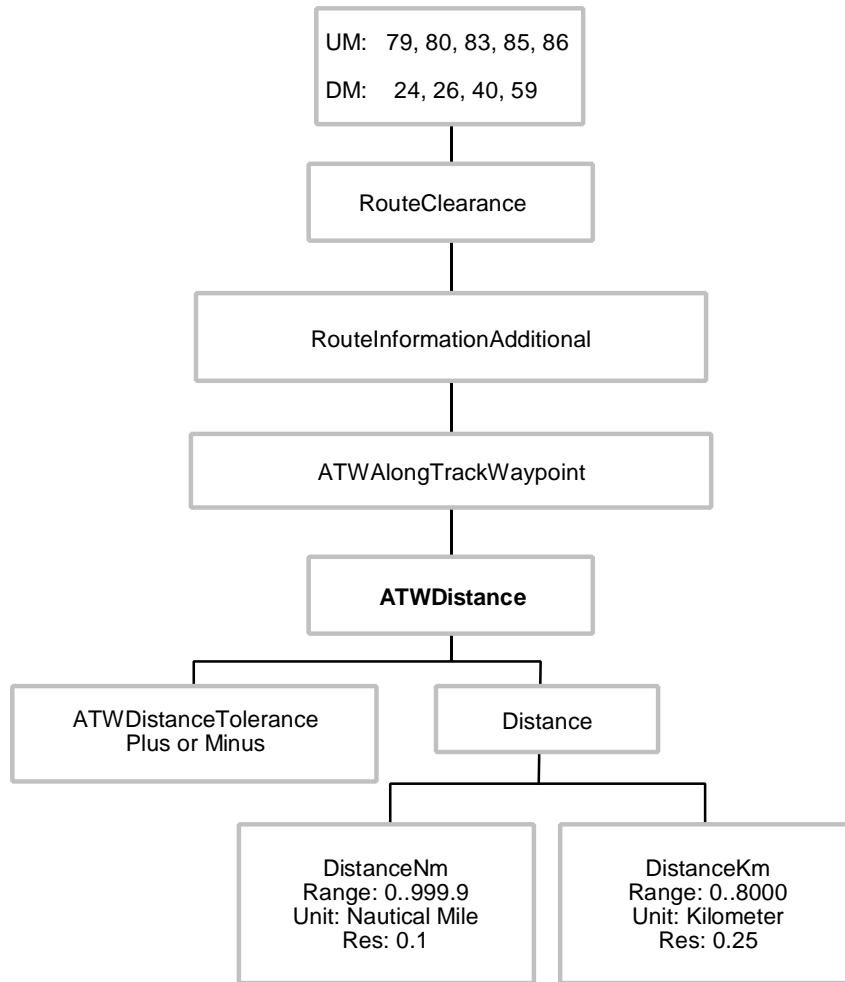 UM: 79, 80, 83, 85, 86
DM: 24, 26, 40, 59
RouteClearance
RouteInformationAdditional
ATWAlongTrackWaypoint
ATWDistance
ATWDistanceTolerance
Plus or Minus
Distance
DistanceNm
Range: 0..999.9
Unit: Nautical Mile
Res: 0.1
DistanceKm
Range: 0..8000
Unit: Kilometer
Res: 0.25